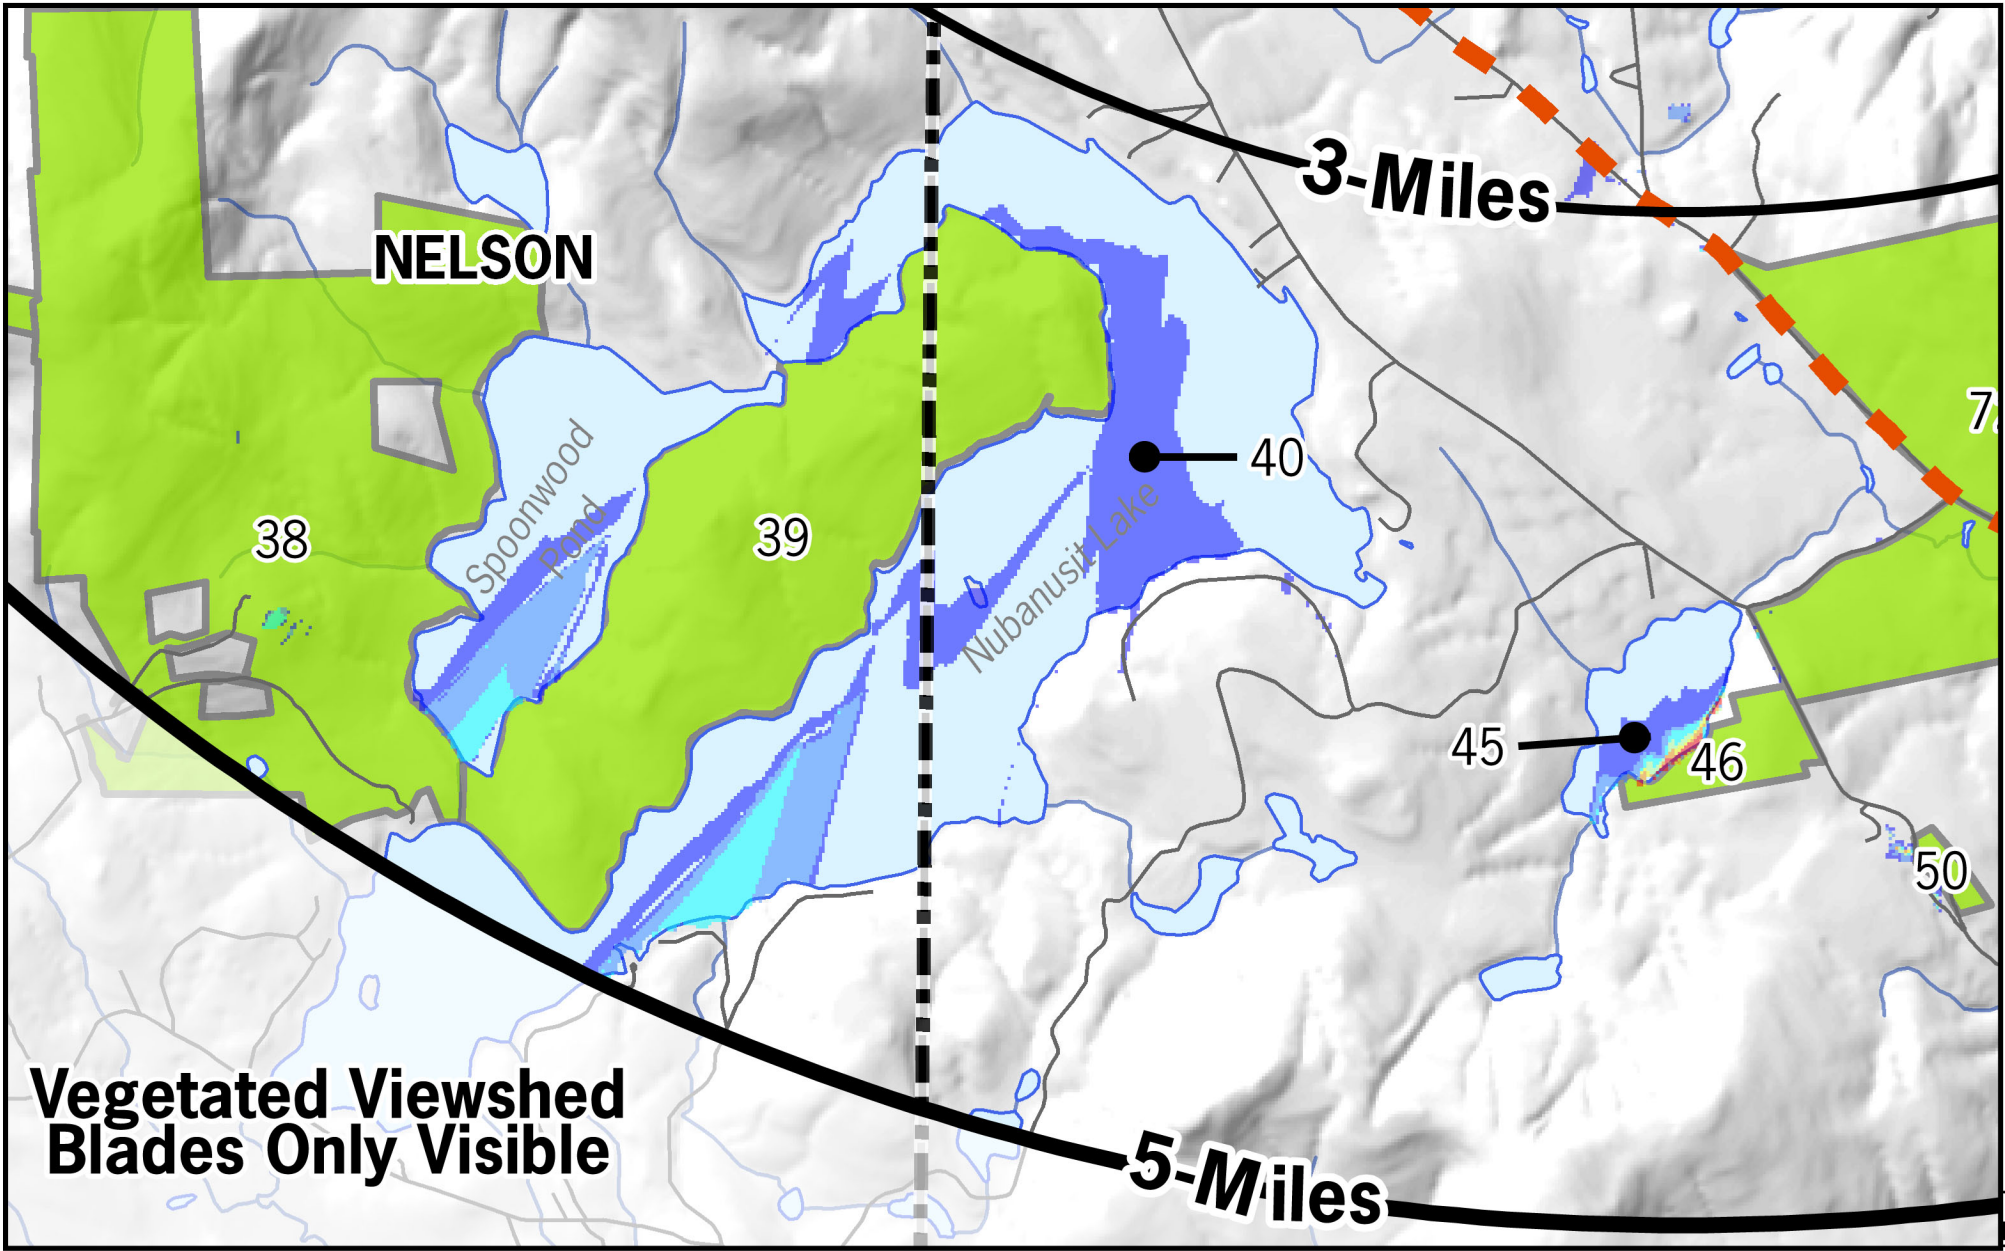 3-Miles
NELSON
7
40
Spoonwood
Pond
38
39
Nubanusit Lake
45
46
50
Vegetated Viewshed
Blades Only Visible
5-Miles